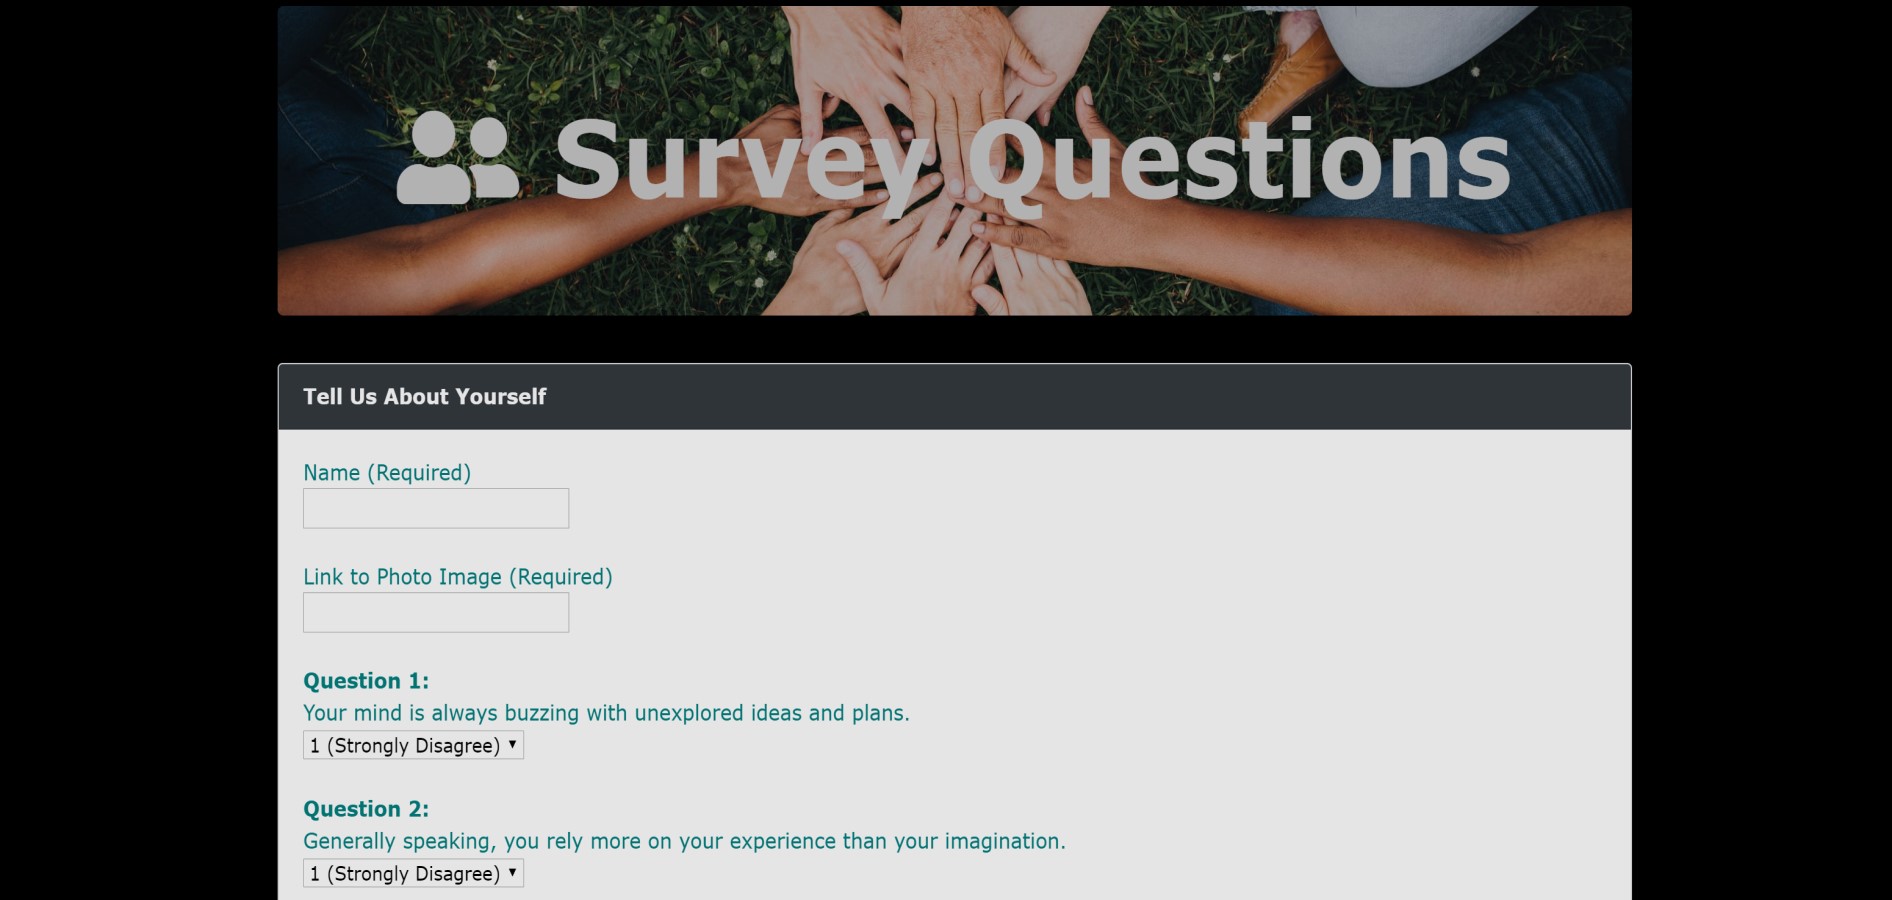 Survey Questions
Tell Us About Yourself
Name (Required)
Link to Photo Image (Required)
Question 1:
Your mind is always buzzing with unexplored ideas and plans.
1 (Strongly Disagree)
Question 2:
Generally speaking, you rely more on your experience than your imagination.
1 (Strongly Disagree)